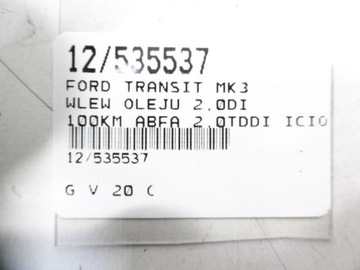 12/535537
FORD TRANSIT MK3
WLEW OLEJU 2.0DI
100KM ABFA 2.0TDDI ICIO
12/535537
G V 20 C